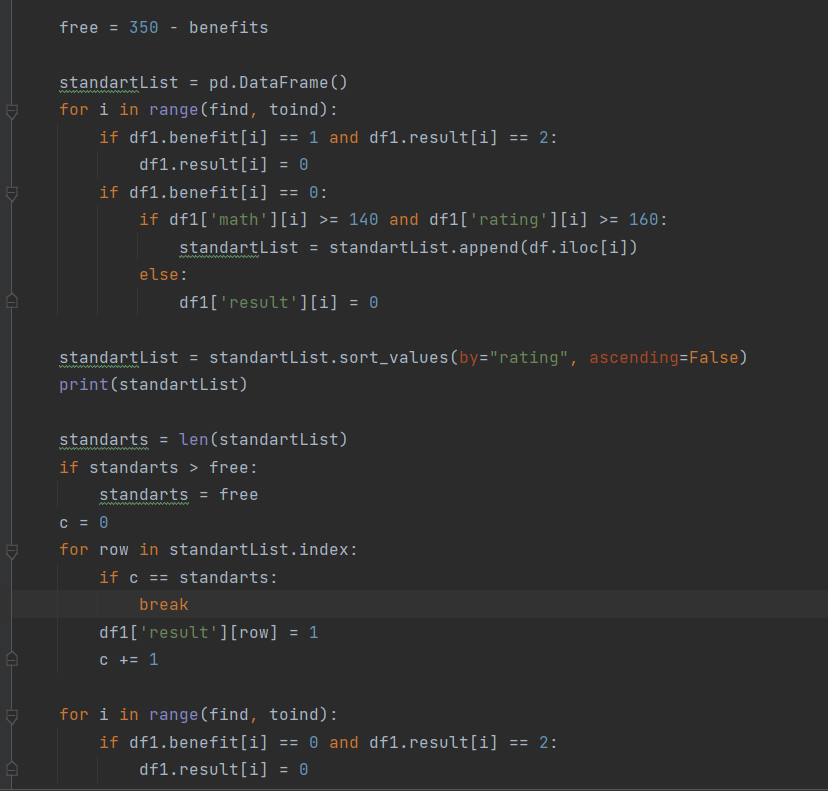 free = 350 - benefits
standartList = pd.DataFrame()
for i in range(find, toind):
if df1.benefit[i] == 1 and df1.result[i] == 2:
df1.result[i] = 0
if df1.benefit[i] == 0:
if df1['math'][i] >= 140 and df1['rating'][i] >= 160:
standartList = standartList.append(df.iloc[i])
else:
df1['result'][i] = 0
standartList = standartList.sort_values(by="rating", ascending=False)
print(standartList)
standarts = len(standartList)
if standarts > free:
standarts = free
c = 0
for row in standartList.index:
if c == standarts:
break
df1['result'][row] = 1
c += 1
for i in range(find, toind):
if df1.benefit[i] == 0 and df1.result[i] == 2:
df1.result[i] = 0